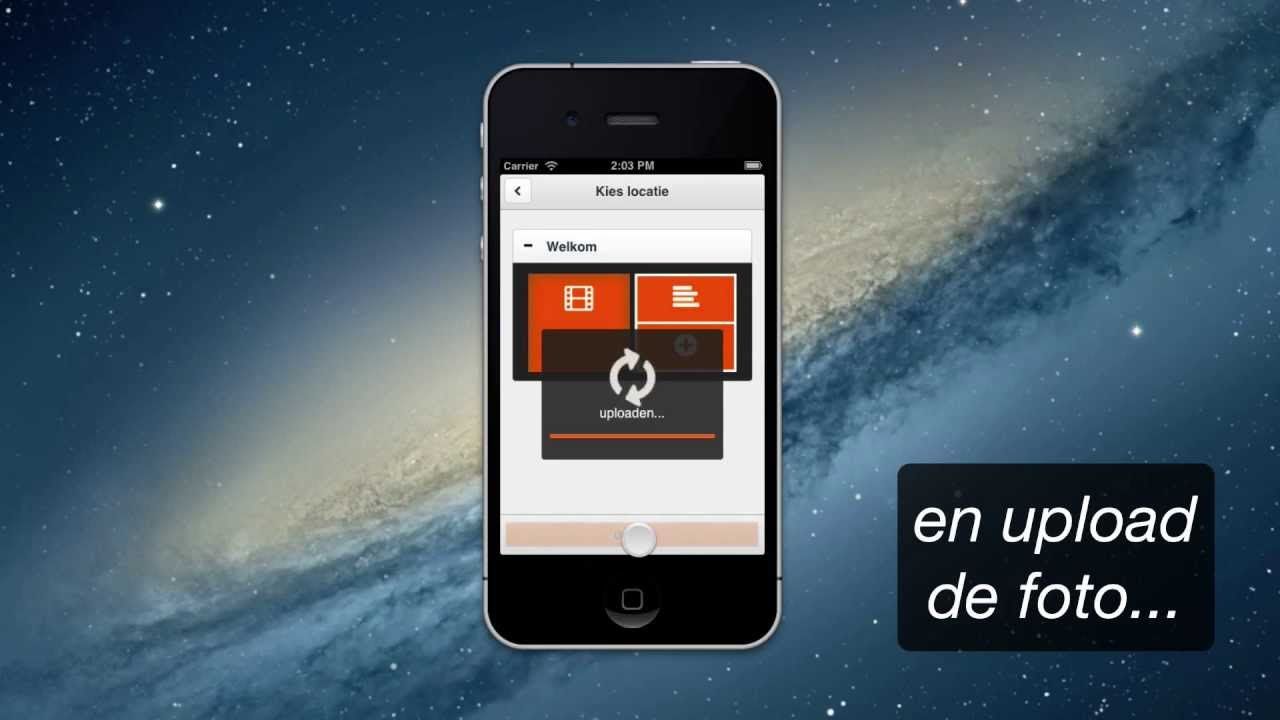 Carrier
2:03 PM
Kies locatie
Welkom
uploaden...
en upload
de foto...